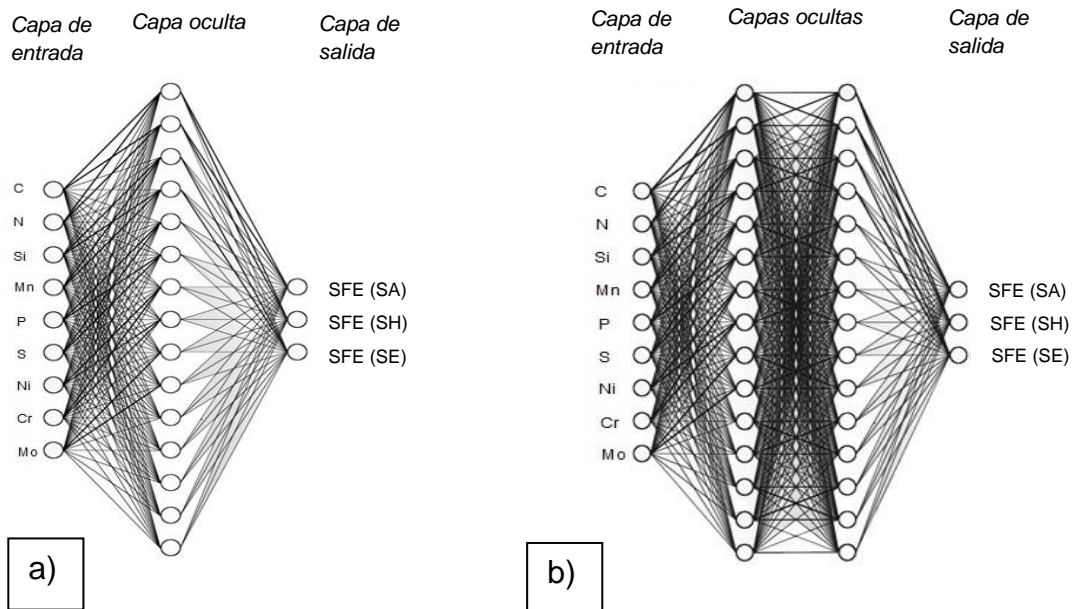 Capa de
entrada
Capa oculta
Capa de
salida
C
N
Si
Mn
P
S
Ni
Cr
Mo
SFE (SA)
SFE (SH)
SFE (SE)
a)
Capa de
entrada
Capas ocultas
Capa de
salida
C
N
Si
Mn
P
S
Ni
Cr
Mo
SFE (SA)
SFE (SH)
SFE (SE)
b)